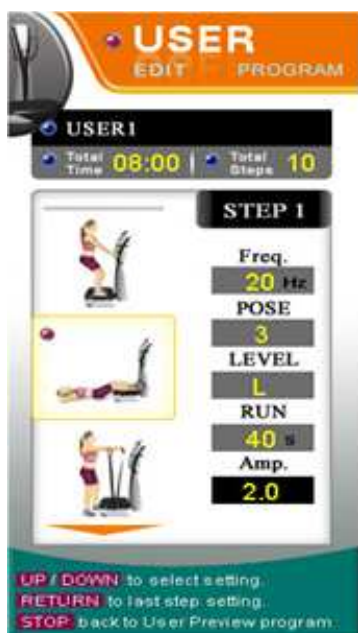 USER
EDIT PROGRAM
USER1
Total Time 08:00 Total Steps 10
STEP 1
Freq.
20 Hz
POSE
3
LEVEL
L
RUN
40 s
Amp.
2.0
UP / DOWN to select setting.
RETURN to last step setting.
STOP back to User Preview program